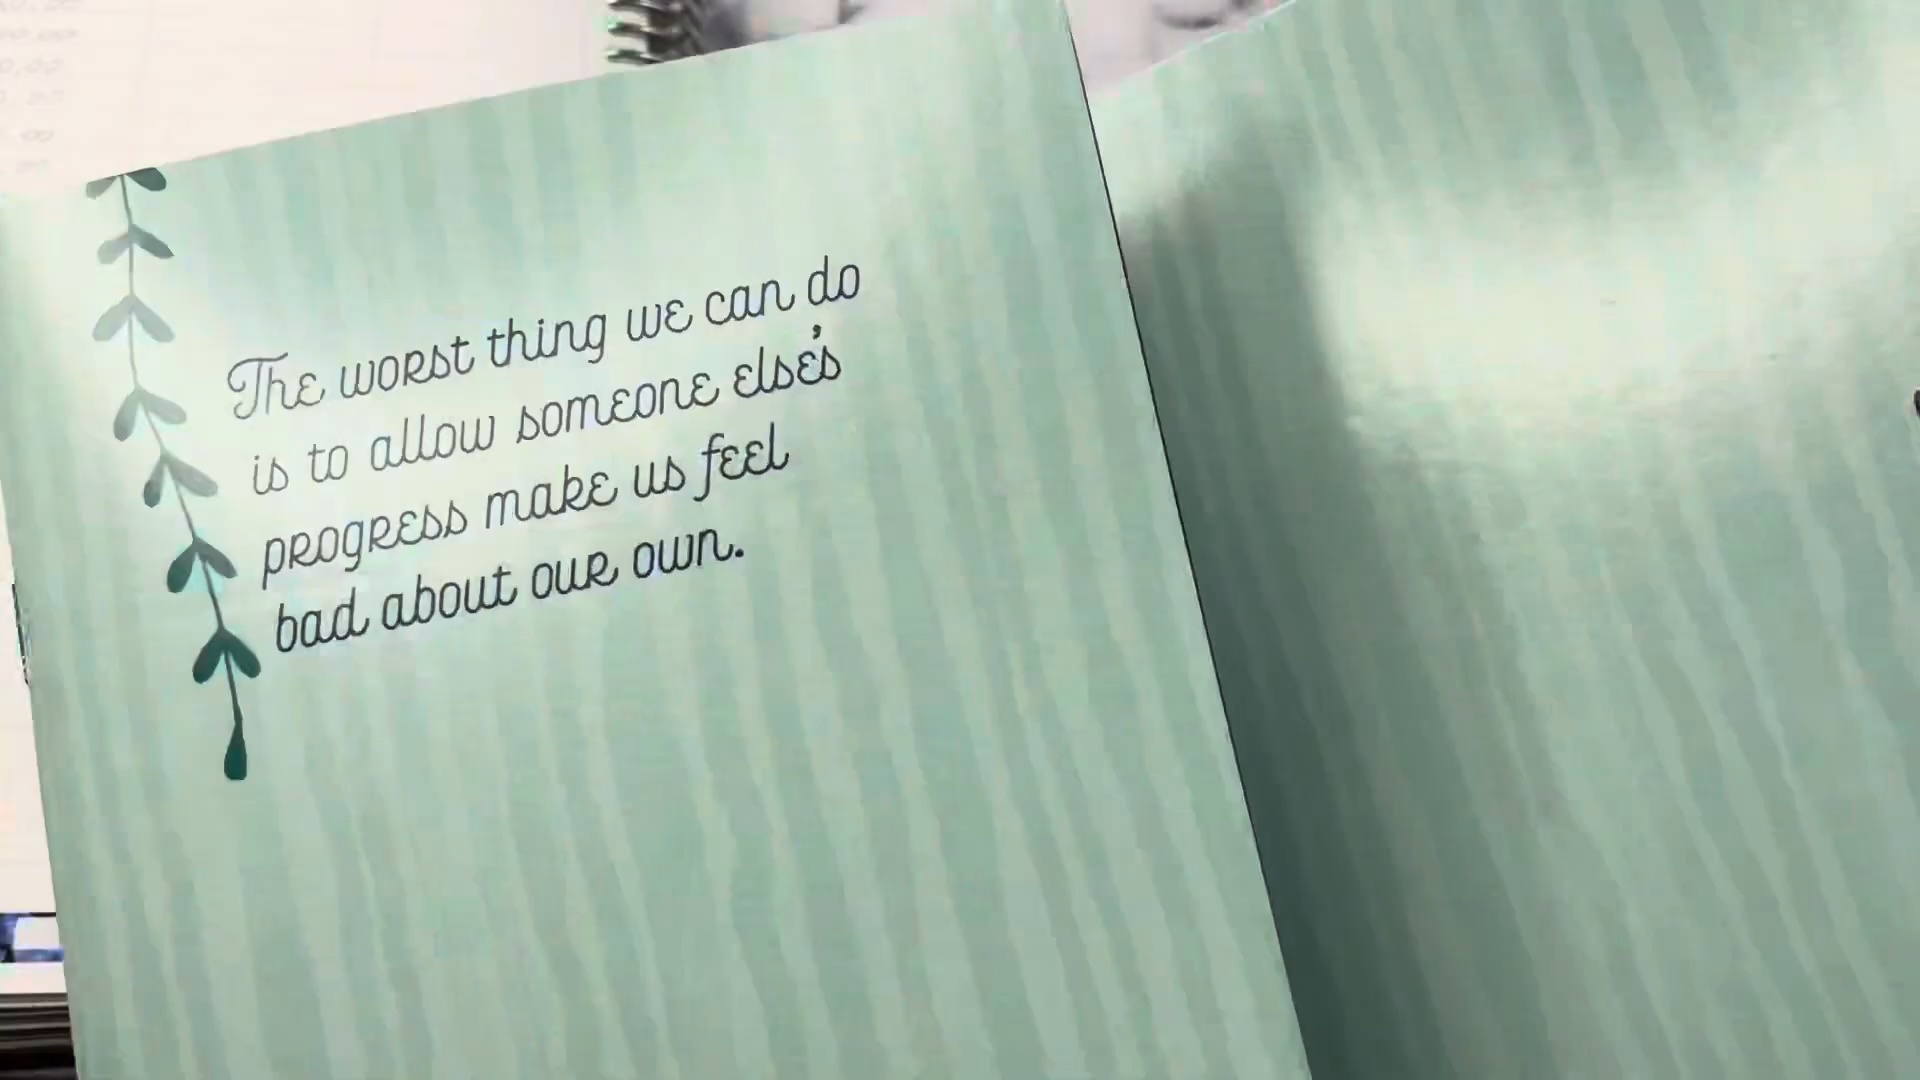 The worst thing we can do
is to allow someone else's
progress make us feel
bad about our own.